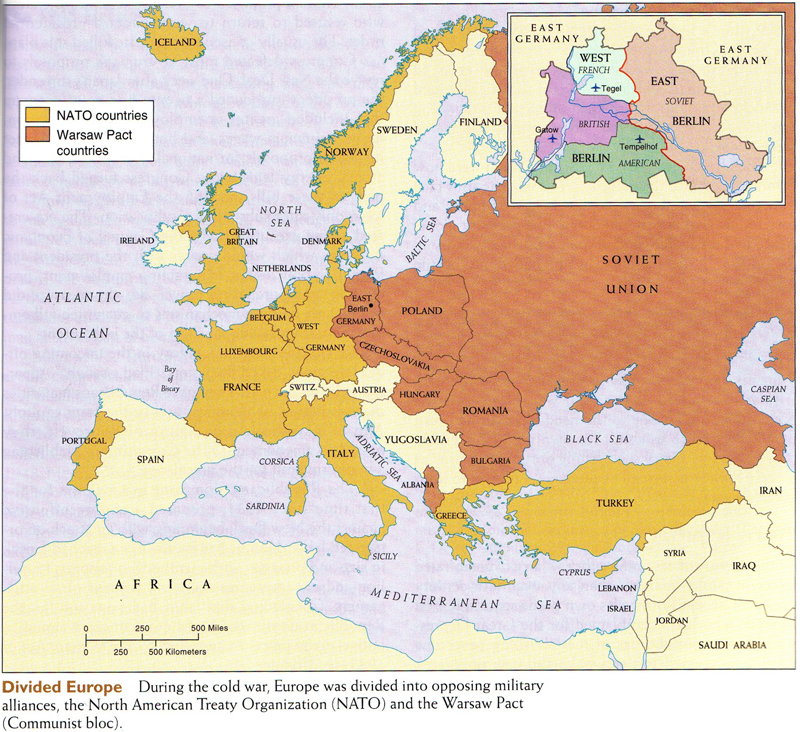 ICELAND
NATO countries
Warsaw Pact
countries
EAST
GERMANY
WEST
FRENCH
Tegel
EAST
GERMANY
EAST
SOVIET
BERLIN
BRITISH
Gatow
Tempelhof
BERLIN
AMERICAN
NORWAY
SWEDEN
FINLAND
NORTH
SEA
IRELAND
GREAT
BRITAIN
DENMARK
BALTIC SEA
NETHERLANDS
SOVIET
UNION
ATLANTIC
OCEAN
BELGIUM
WEST
GERMANY
EAST
Berlin
GERMANY
POLAND
LUXEMBOURG
CZECHOSLOVAKIA
Bay
of
Biscay
FRANCE
SWITZ.
AUSTRIA
HUNGARY
ROMANIA
CASPIAN
SEA
PORTUGAL
SPAIN
CORSICA
ITALY
ADRIATIC SEA
YUGOSLAVIA
BLACK SEA
BULGARIA
SARDINIA
ALBANIA
GREECE
TURKEY
IRAN
SICILY
CYPRUS
SYRIA
IRAQ
LEBANON
ISRAEL
JORDAN
SAUDI ARABIA
AFRICA
MEDITERRANEAN SEA
0 250 500 Miles
0 250 500 Kilometers
Divided Europe During the cold war, Europe was divided into opposing military
alliances, the North American Treaty Organization (NATO) and the Warsaw Pact
(Communist bloc).